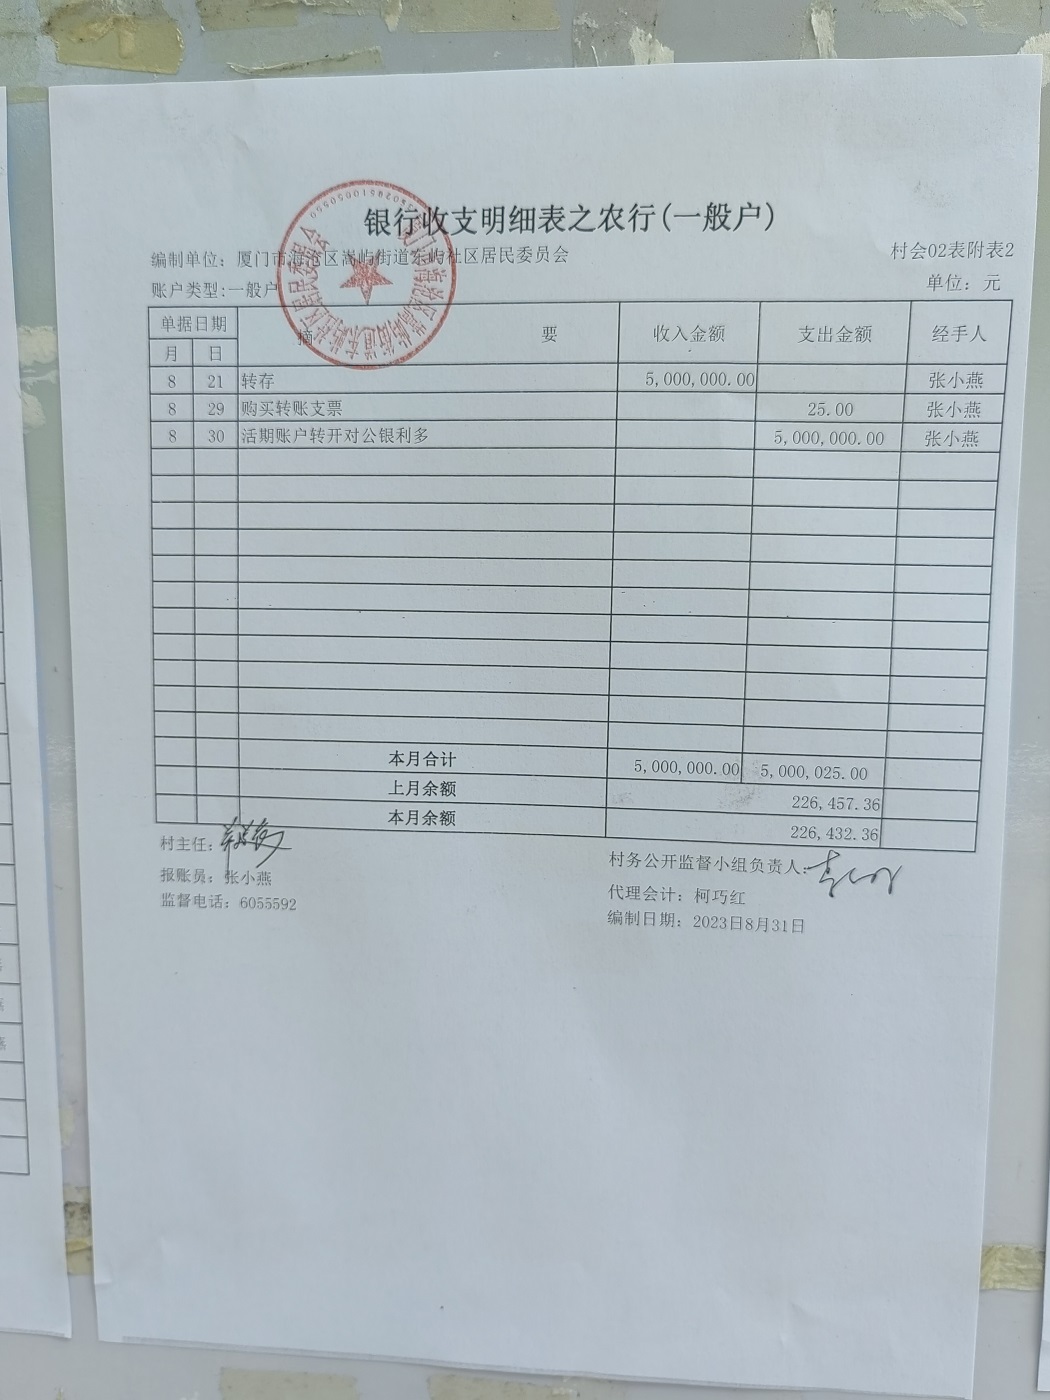 银行收支明细表之农行(一般户)
村会02表附表2
编制单位：厦门市海沧区嵩屿街道东屿社区居民委员会
账户类型:一般户
单位：元
单据日期 摘 要 收入金额 支出金额 经手人
月 日
8 21 转存 5,000,000.00 张小燕
8 29 购买转账支票 25.00 张小燕
8 30 活期账户转开对公银利多 5,000,000.00 张小燕
本月合计 5,000,000.00 5,000,025.00
上月余额 226,457.36
本月余额 226,432.36
村主任：
村务公开监督小组负责人：
报账员：张小燕
代理会计：柯巧红
监督电话：6055592
编制日期：2023日8月31日